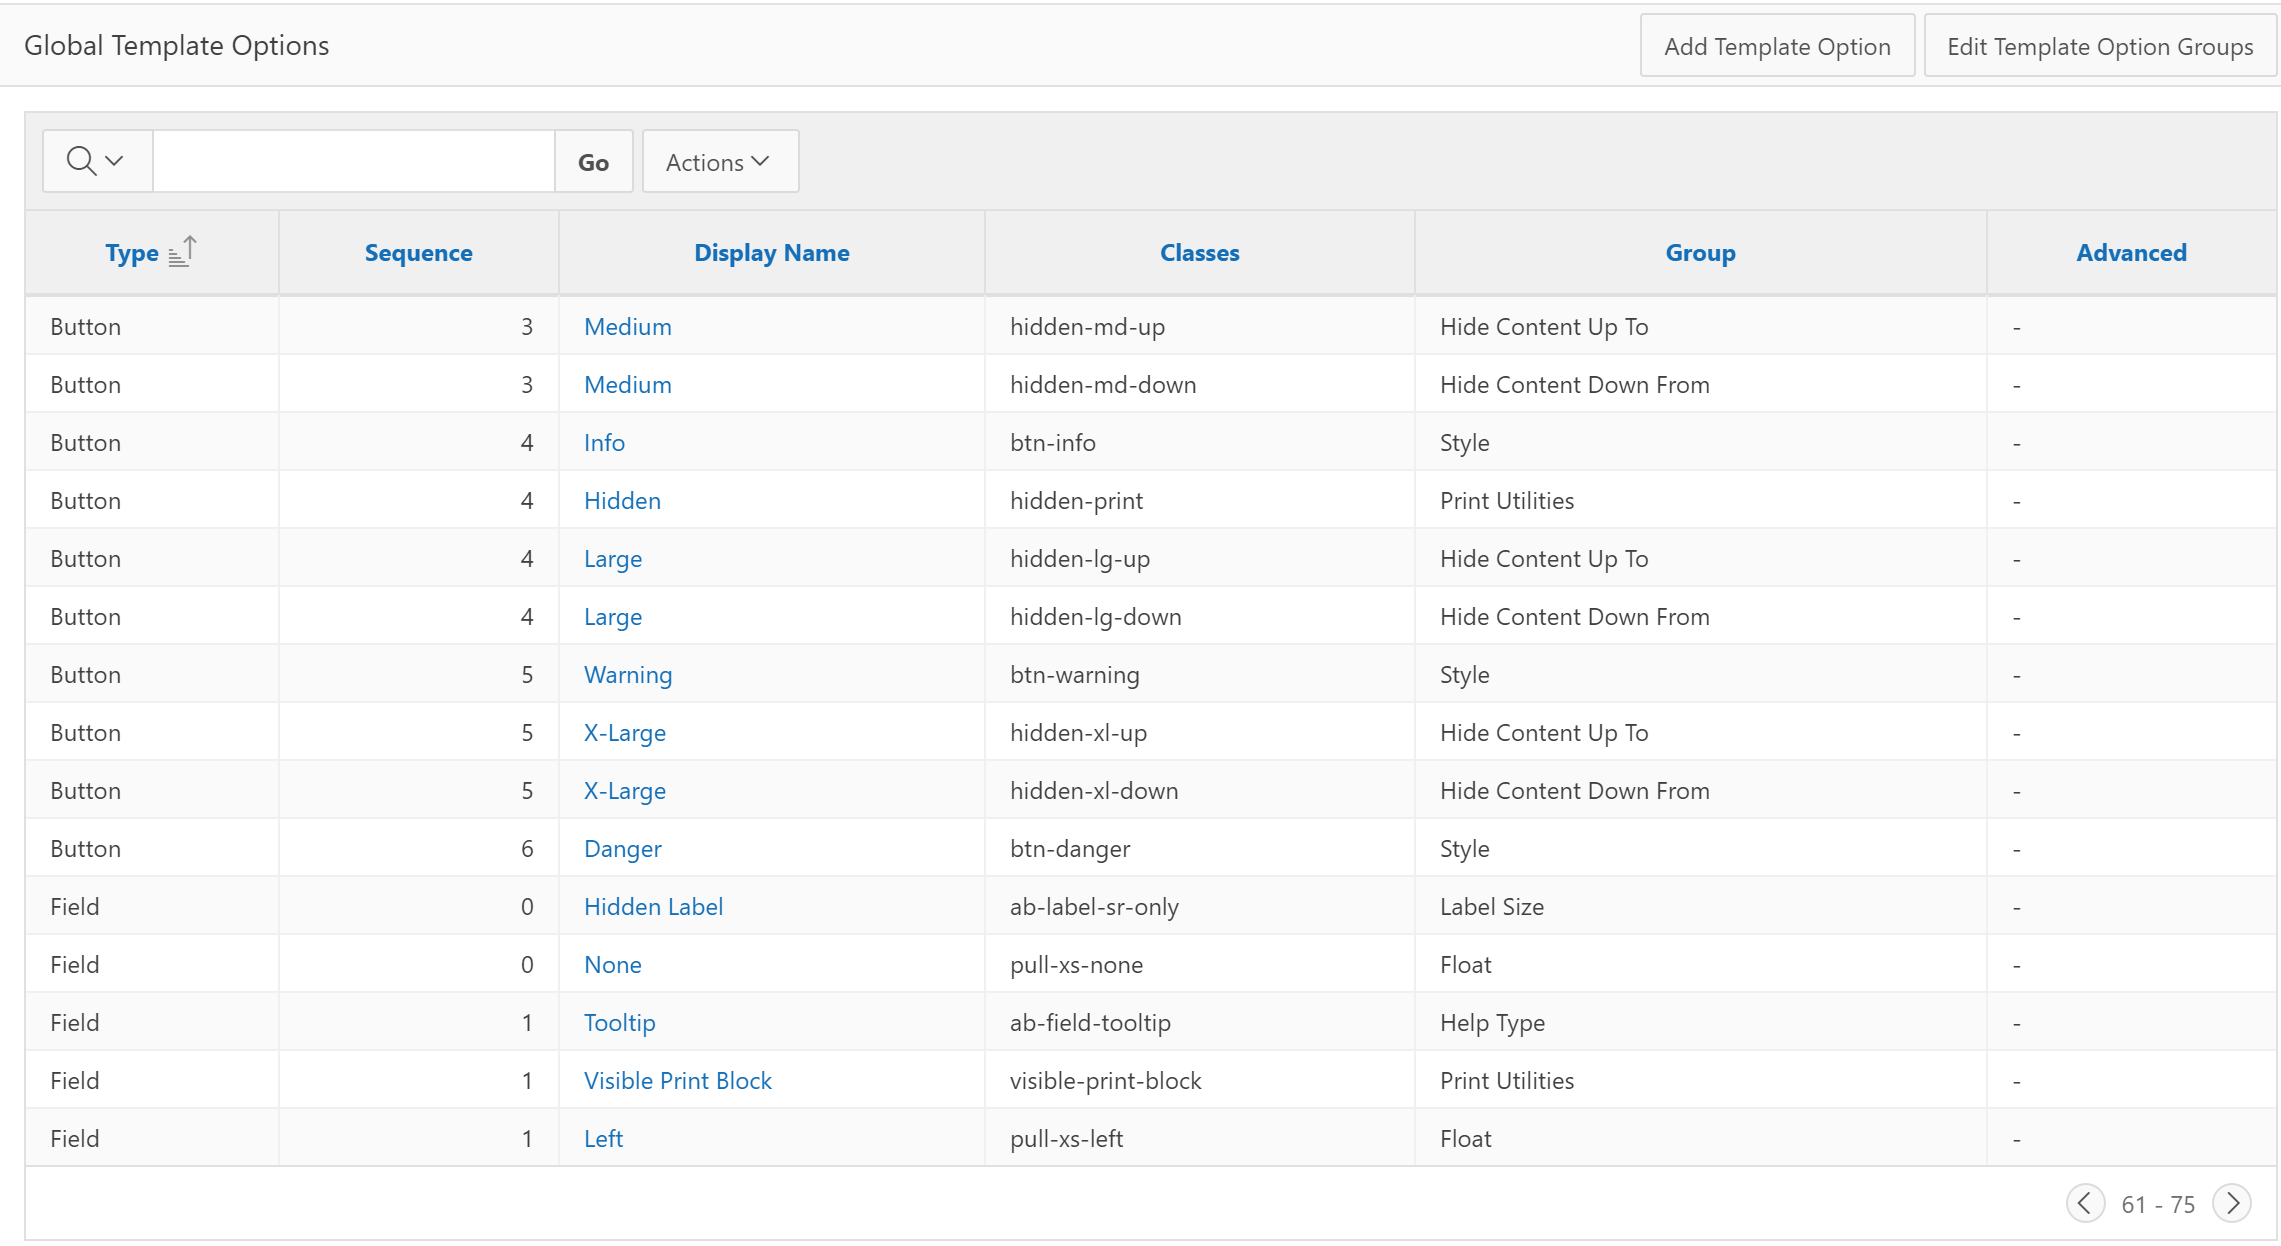 Global Template Options Add Template Option Edit Template Option Groups
Go Actions
Type Sequence Display Name Classes Group Advanced
Button 3 Medium hidden-md-up Hide Content Up To -
Button 3 Medium hidden-md-down Hide Content Down From -
Button 4 Info btn-info Style -
Button 4 Hidden hidden-print Print Utilities -
Button 4 Large hidden-lg-up Hide Content Up To -
Button 4 Large hidden-lg-down Hide Content Down From -
Button 5 Warning btn-warning Style -
Button 5 X-Large hidden-xl-up Hide Content Up To -
Button 5 X-Large hidden-xl-down Hide Content Down From -
Button 6 Danger btn-danger Style -
Field 0 Hidden Label ab-label-sr-only Label Size -
Field 0 None pull-xs-none Float -
Field 1 Tooltip ab-field-tooltip Help Type -
Field 1 Visible Print Block visible-print-block Print Utilities -
Field 1 Left pull-xs-left Float -
61 - 75